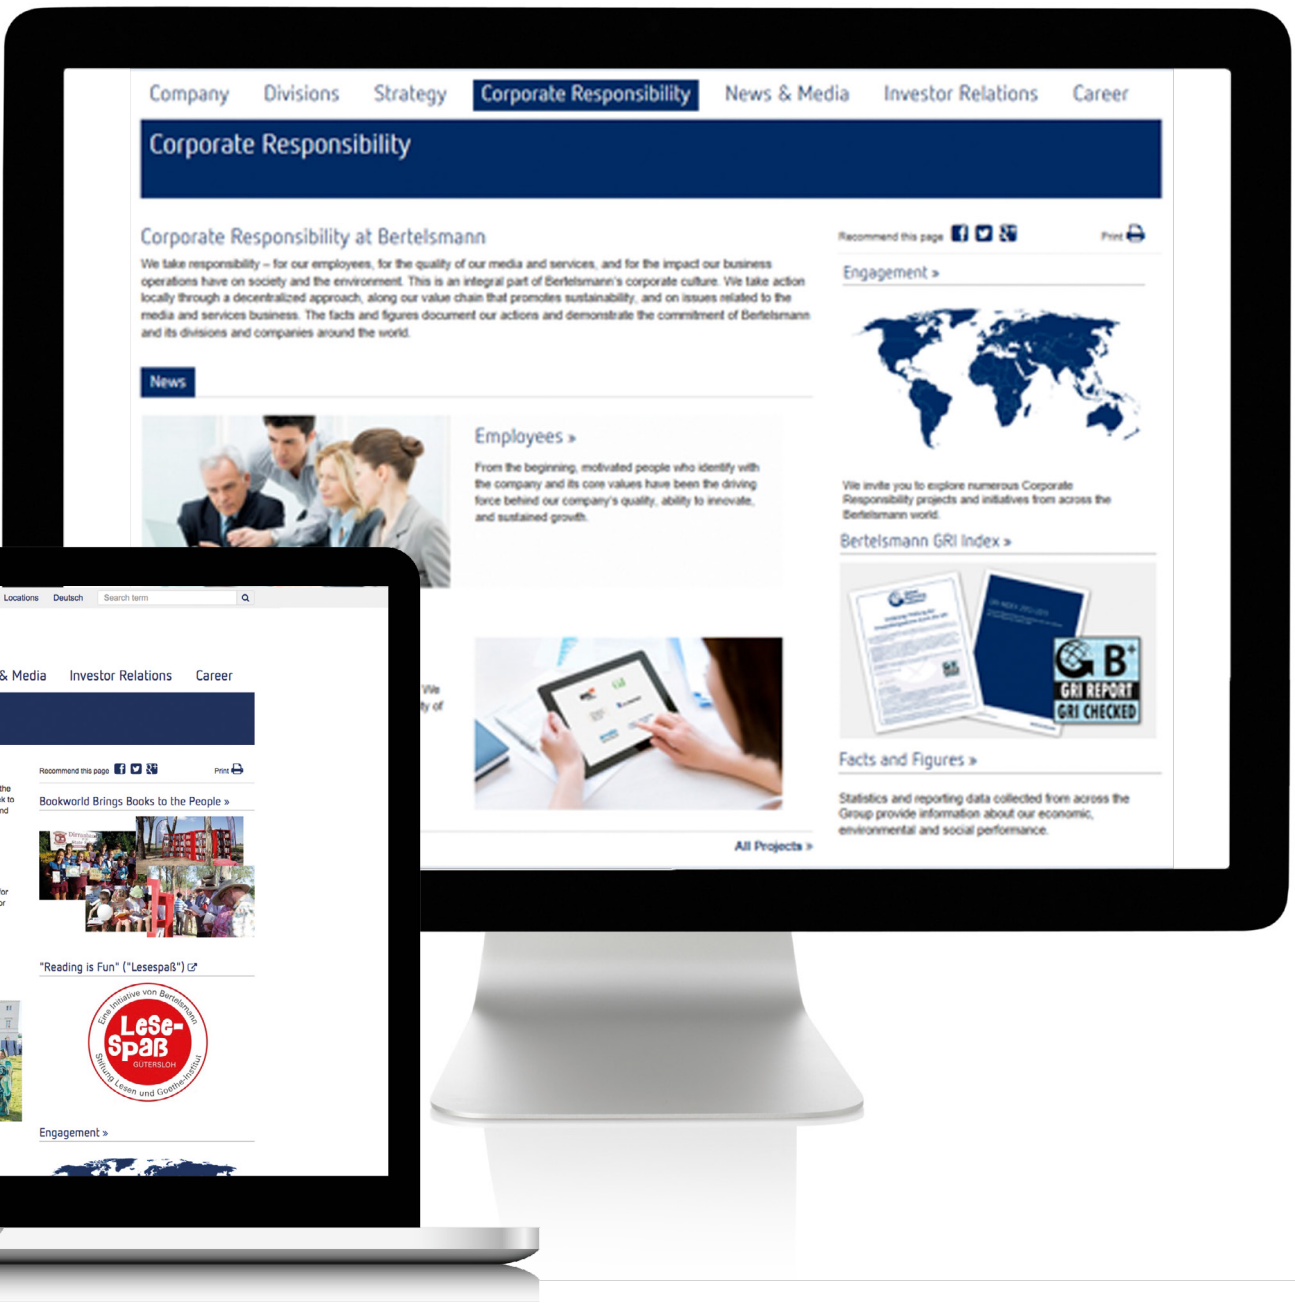 Company Divisions Strategy Corporate Responsibility News & Media Investor Relations Career
Corporate Responsibility
Corporate Responsibility at Bertelsmann
We take responsibility – for our employees, for the quality of our media and services, and for the impact our business
operations have on society and the environment. This is an integral part of Bertelsmann's corporate culture. We take action
locally through a decentralized approach, along our value chain that promotes sustainability, and on issues related to the
media and services business. The facts and figures document our actions and demonstrate the commitment of Bertelsmann
and its divisions and companies around the world.
News
Employees »
From the beginning, motivated people who identify with
the company and its core values have been the driving
force behind our company's quality, ability to innovate,
and sustained growth.
We
ty of
All Projects »
Recommend this page Print
Engagement »
We invite you to explore numerous Corporate
Responsibility projects and initiatives from across the
Bertelsmann world.
Bertelsmann GRI Index »
B+
GRI REPORT
GRI CHECKED
Facts and Figures »
Statistics and reporting data collected from across the
Group provide information about our economic,
environmental and social performance.
Locations Deutsch Search term
& Media Investor Relations Career
Recommend this page Print
the
k to
nd
for
or
Bookworld Brings Books to the People »
"Reading is Fun" ("Lesespaß")
Eine Initiative von Bertelsmann
LeSe-
Spaß
GÜTERSLOH
Stiftung Lesen und Goethe-Institut
Engagement »